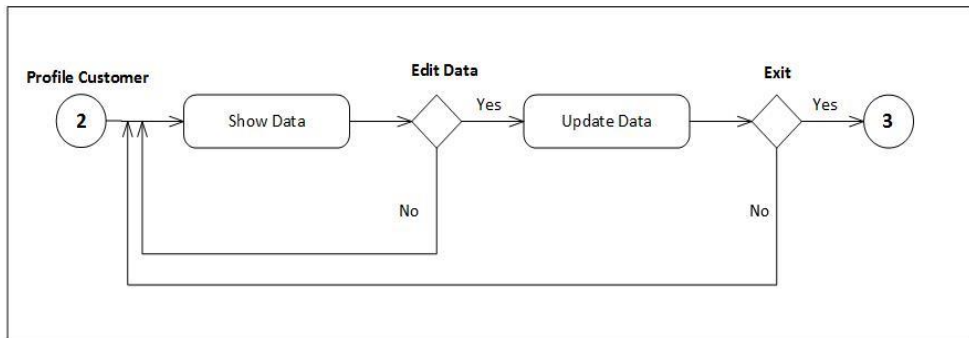 Profile Customer
2
Show Data
Edit Data
Yes
No
Update Data
Exit
Yes
No
3